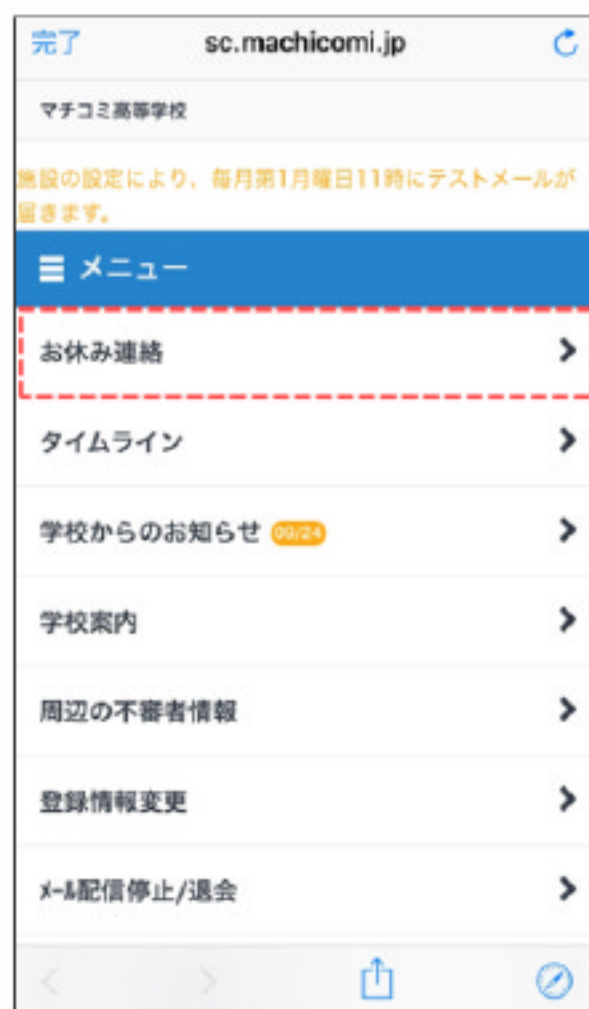 完了 sc.machicomi.jp
マチコミ高等学校
施設の設定により、毎月第1月曜日11時にテストメールが
届きます。
メニュー
お休み連絡
タイムライン
学校からのお知らせ 09/24
学校案内
周辺の不審者情報
登録情報変更
ﾒｰﾙ配信停止/退会